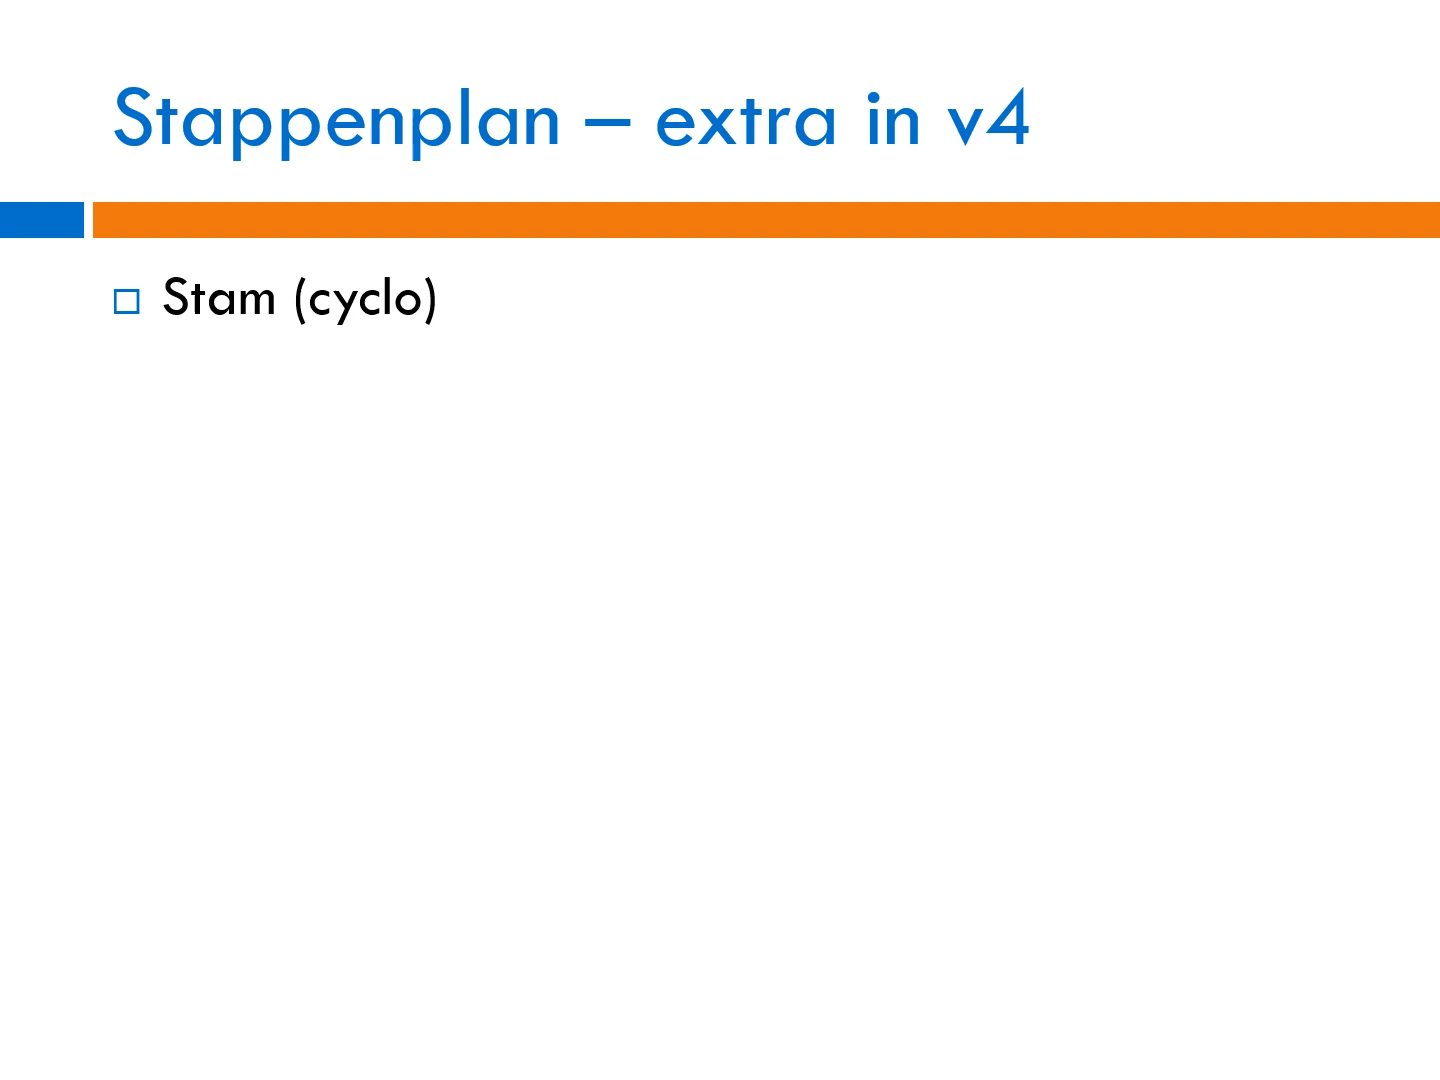 Stappenplan – extra in v4
Stam (cyclo)